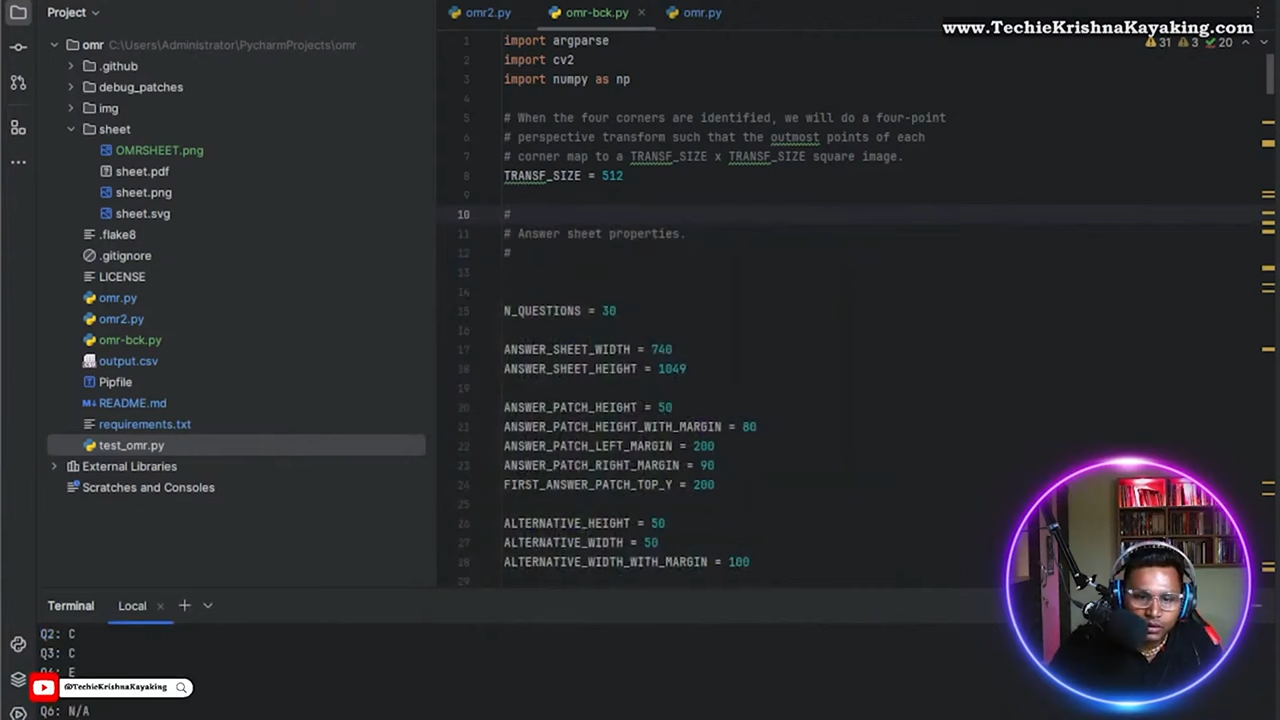 Project
omr2.py
omr-bck.py
omr.py
www.TechieKrishnaKayaking.com
31
3
20
omr C:\Users\Administrator\PycharmProjects\omr
.github
debug_patches
img
sheet
OMRSHEET.png
sheet.pdf
sheet.png
sheet.svg
.flake8
.gitignore
LICENSE
omr.py
omr2.py
omr-bck.py
output.csv
Pipfile
README.md
requirements.txt
test_omr.py
External Libraries
Scratches and Consoles
1 import argparse
2 import cv2
3 import numpy as np
4
5 # When the four corners are identified, we will do a four-point
6 # perspective transform such that the outmost points of each
7 # corner map to a TRANSF_SIZE x TRANSF_SIZE square image.
8 TRANSF_SIZE = 512
9
10 #
11 # Answer sheet properties.
12 #
13
14
15 N_QUESTIONS = 30
16
17 ANSWER_SHEET_WIDTH = 740
18 ANSWER_SHEET_HEIGHT = 1049
19
20 ANSWER_PATCH_HEIGHT = 50
21 ANSWER_PATCH_HEIGHT_WITH_MARGIN = 80
22 ANSWER_PATCH_LEFT_MARGIN = 200
23 ANSWER_PATCH_RIGHT_MARGIN = 90
24 FIRST_ANSWER_PATCH_TOP_Y = 200
25
26 ALTERNATIVE_HEIGHT = 50
27 ALTERNATIVE_WIDTH = 50
28 ALTERNATIVE_WIDTH_WITH_MARGIN = 100
29
Terminal
Local
Q2: C
Q3: C
E
@TechieKrishnaKayaking
Q6: N/A